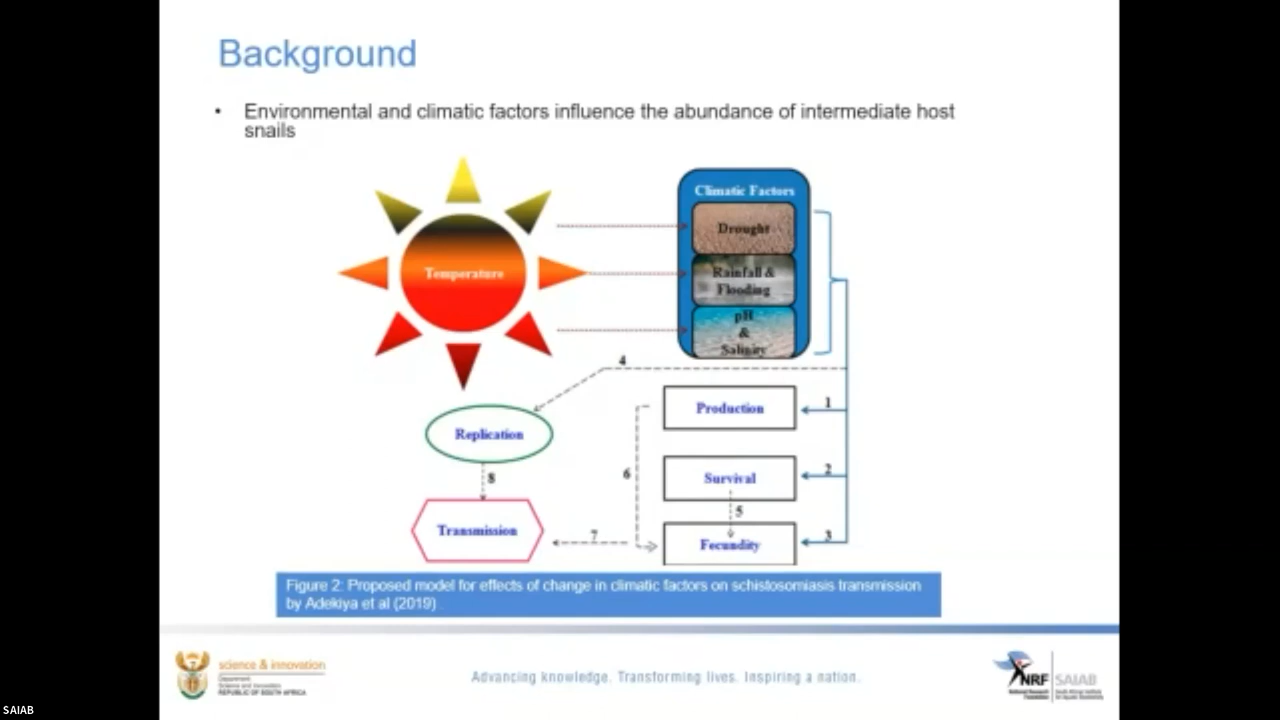 Background
• Environmental and climatic factors influence the abundance of intermediate host
snails
Climatic Factors
Drought
Temperature
Rainfall &
Flooding
pH
&
Salinity
4
Production
1
Replication
6
Survival
2
8
5
Transmission
7
Fecundity
3
Figure 2: Proposed model for effects of change in climatic factors on schistosomiasis transmission
by Adekiya et al (2019)
science & innovation
Department:
Science and Innovation
REPUBLIC OF SOUTH AFRICA
Advancing knowledge. Transforming lives. Inspiring a nation.
NRF
National Research
Foundation
SAIAB
South African Institute
for Aquatic Biodiversity
SAIAB